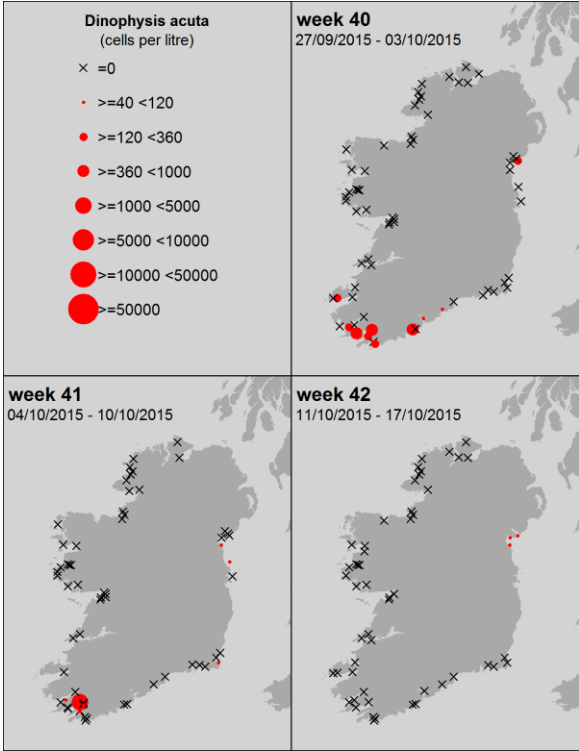 Dinophysis acuta
(cells per litre)
=0
>=40 <120
>=120 <360
>=360 <1000
>=1000 <5000
>=5000 <10000
>=10000 <50000
>=50000
week 40
27/09/2015 - 03/10/2015
week 41
04/10/2015 - 10/10/2015
week 42
11/10/2015 - 17/10/2015